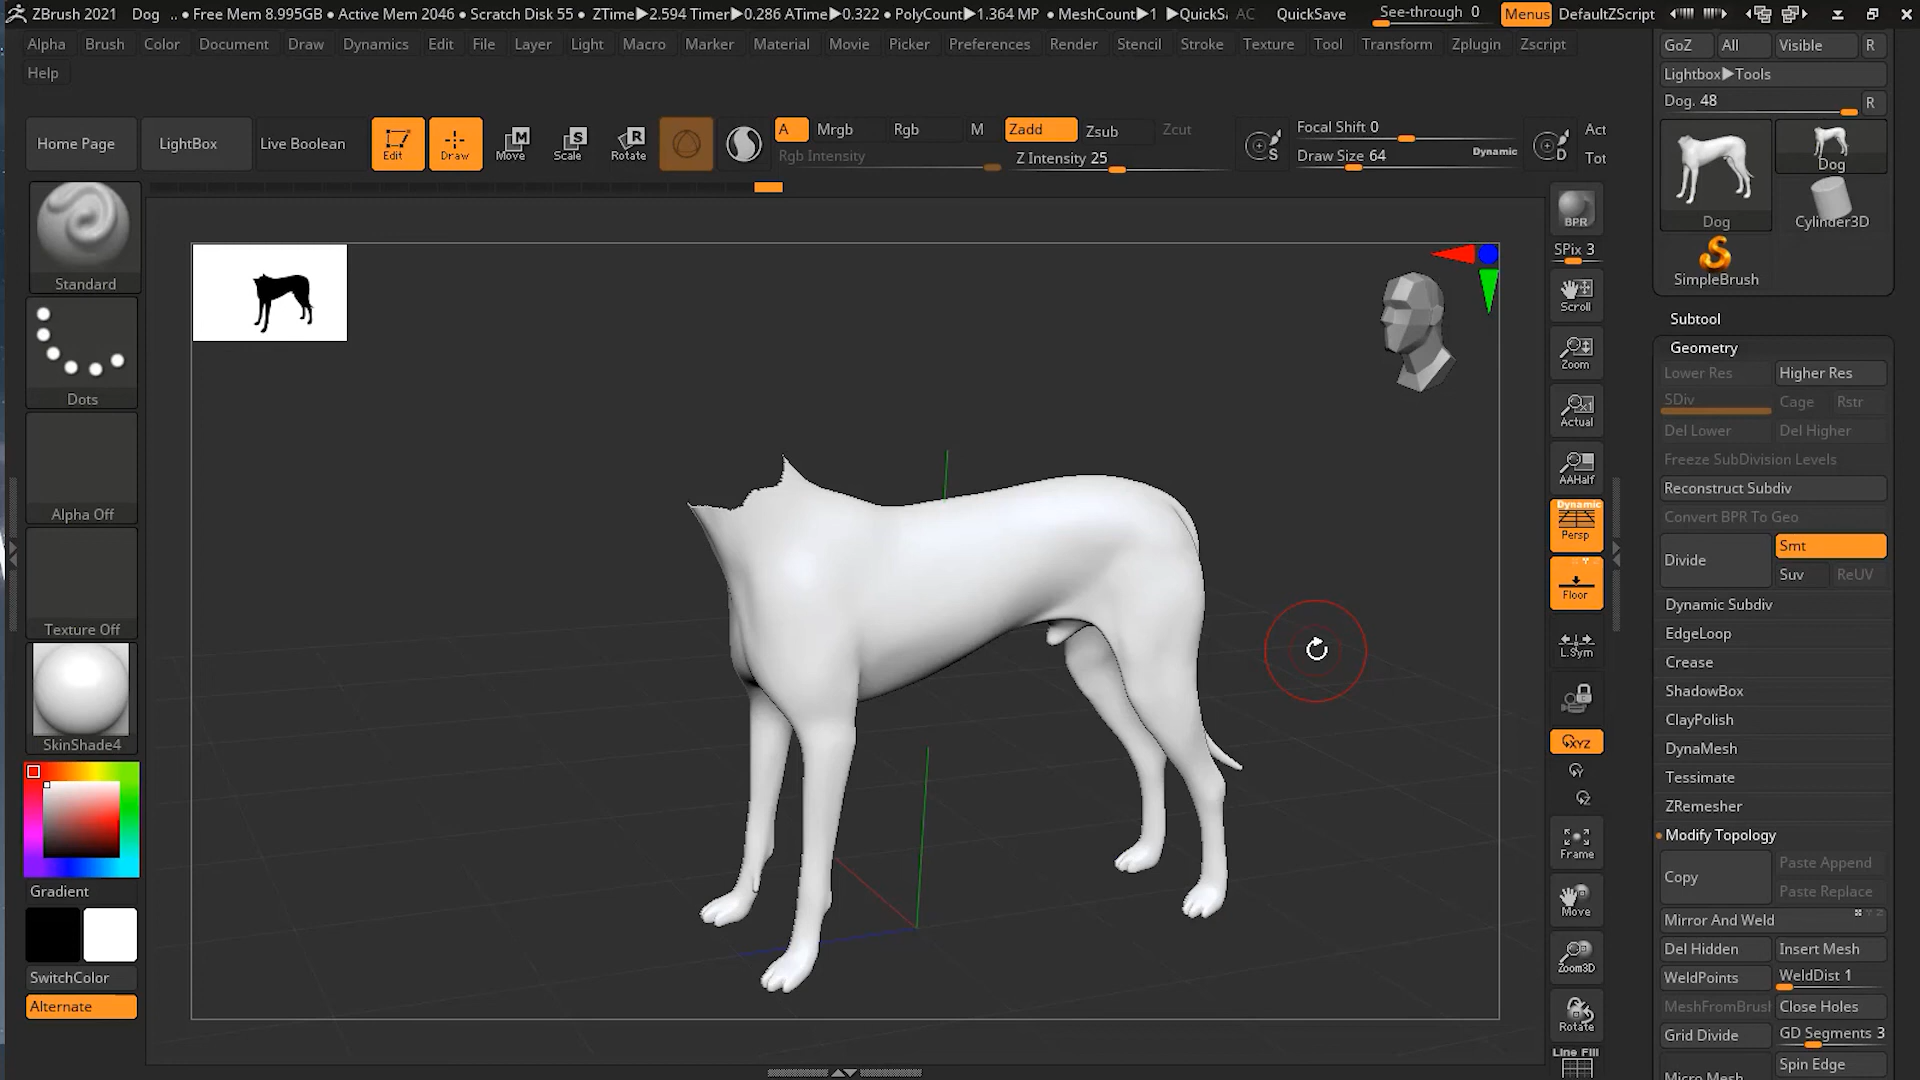 ZBrush 2021 Dog .. ● Free Mem 8.995GB ● Active Mem 2046 ● Scratch Disk 55 ● ZTime▶2.594 Timer▶0.286 ATime▶0.322 ● PolyCount▶1.364 MP ● MeshCount▶1 ▶QuickS AC QuickSave See-through 0 Menus DefaultZScript
Alpha Brush Color Document Draw Dynamics Edit File Layer Light Macro Marker Material Movie Picker Preferences Render Stencil Stroke Texture Tool Transform Zplugin Zscript
Help
Home Page LightBox Live Boolean Edit Draw Move Scale Rotate
M S R
A Mrgb Rgb M Zadd Zsub Zcut
Rgb Intensity Z Intensity 25
S Focal Shift 0
Draw Size 64 Dynamic
D Act
Tot
Standard
Dots
Alpha Off
Texture Off
SkinShade4
Gradient
SwitchColor
Alternate
BPR
SPix 3
Scroll
Zoom
Actual
AAHalf
Dynamic
Persp
Floor
L.Sym
XYZ
Y
Z
Frame
Move
Zoom3D
Rotate
Line Fill
GoZ All Visible R
Lightbox▶Tools
Dog. 48 R
Dog
Dog
Cylinder3D
SimpleBrush
Subtool
Geometry
Lower Res Higher Res
SDiv Cage Rstr
Del Lower Del Higher
Freeze SubDivision Levels
Reconstruct Subdiv
Convert BPR To Geo
Divide Smt
Suv ReUV
Dynamic Subdiv
EdgeLoop
Crease
ShadowBox
ClayPolish
DynaMesh
Tessimate
ZRemesher
Modify Topology
Copy Paste Append
Paste Replace
Mirror And Weld
Del Hidden Insert Mesh
WeldPoints WeldDist 1
MeshFromBrus Close Holes
Grid Divide GD Segments 3
Micro Mesh Spin Edge